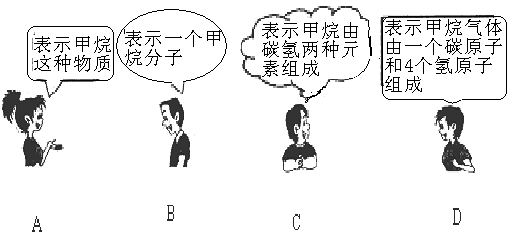 表示甲烷
这种物质
表示一个甲
烷分子
表示甲烷由
碳氢两种元
素组成
表示甲烷气体
由一个碳原子
和4个氢原子
组成
A
B
C
D